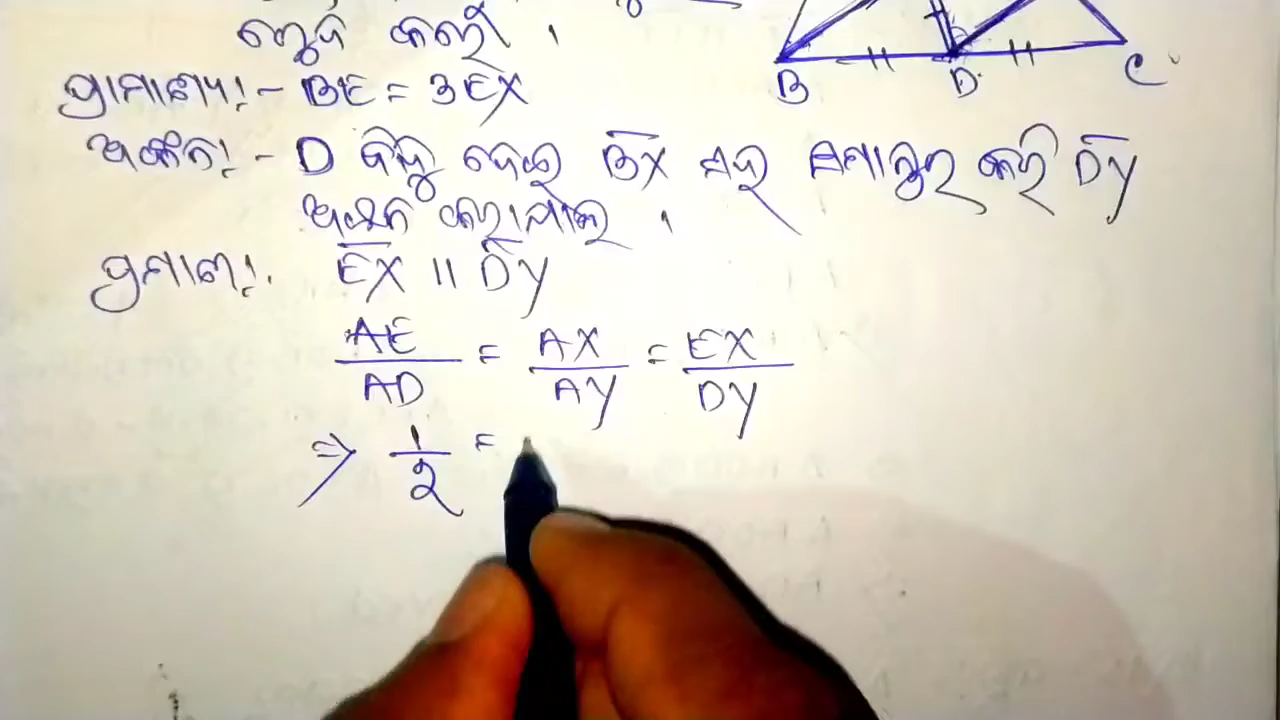 ଛେଦ କରେ ।
B D C
ପ୍ରାମାଣ୍ୟ :- BE = 3EX
ଅଙ୍କନ :- D ବିନ୍ଦୁ ଦେଇ BX ସହ ସମାନ୍ତର କରି DY
ଅଙ୍କନ କରାଯାଇ ।
ପ୍ରମାଣ : EX || DY
AE/AD = AX/AY = EX/DY
⇒ 1/2 =